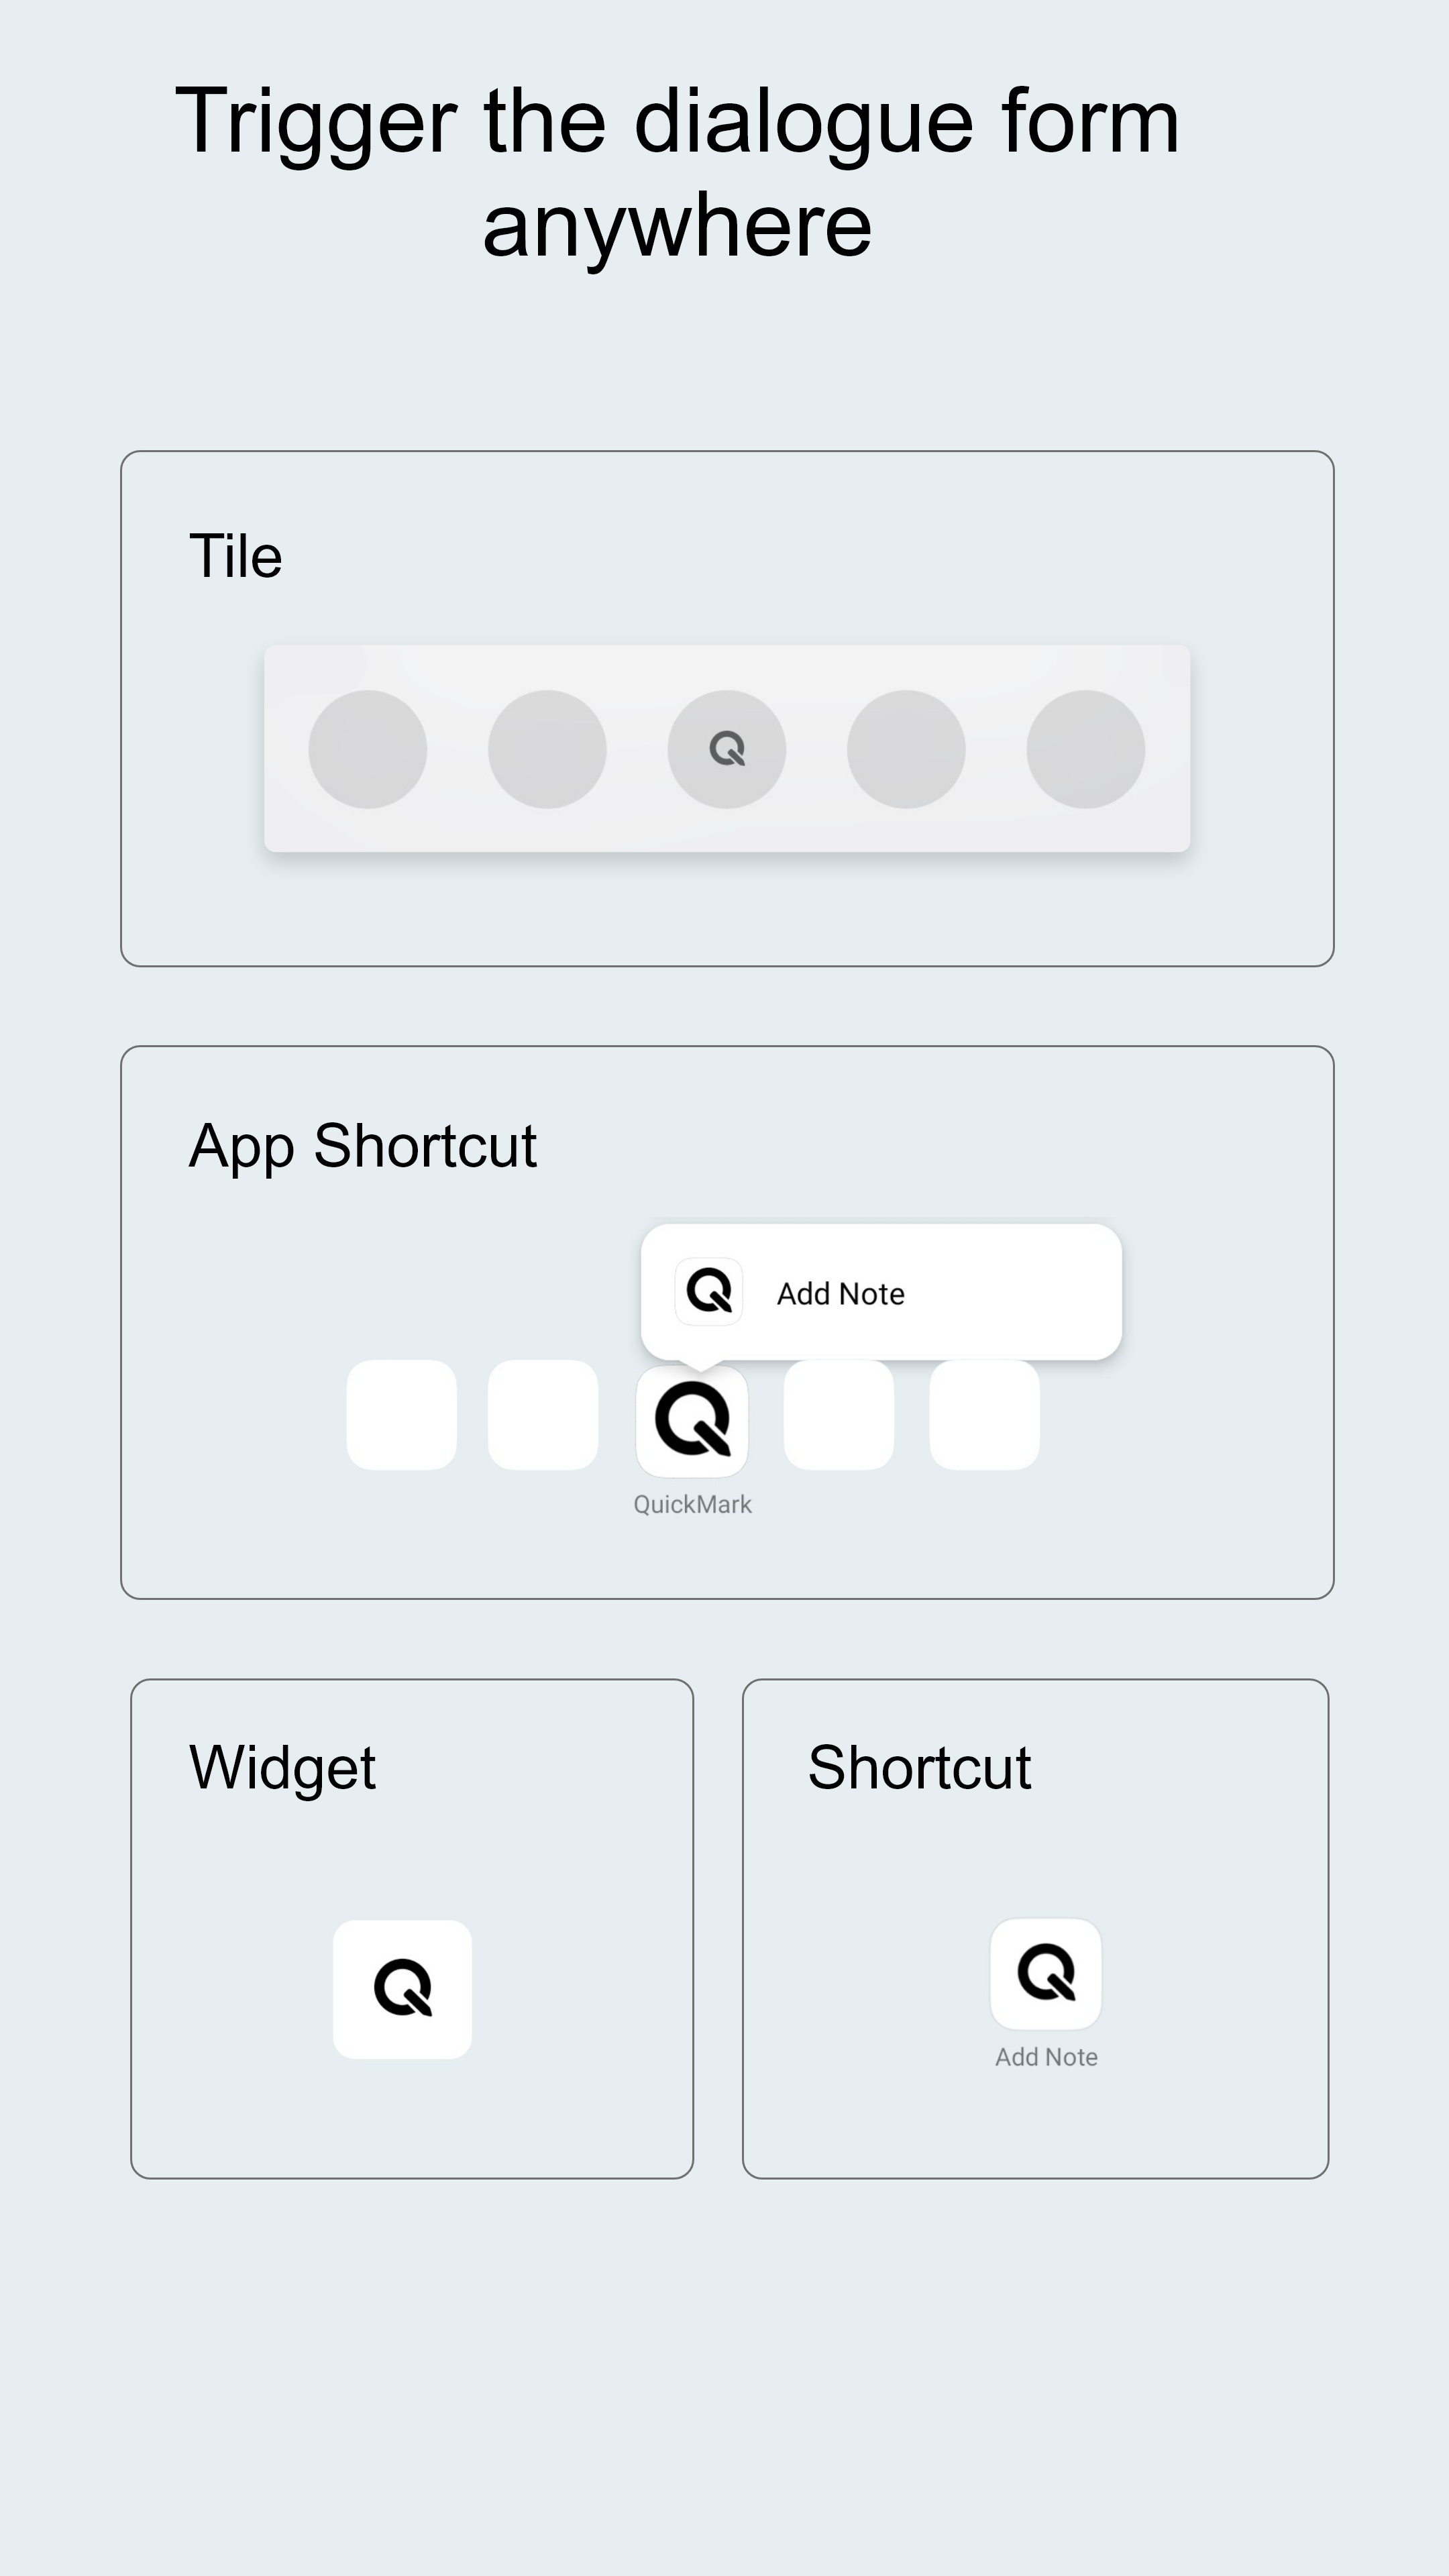 Trigger the dialogue form
anywhere
Tile
App Shortcut
Add Note
QuickMark
Widget
Shortcut
Add Note